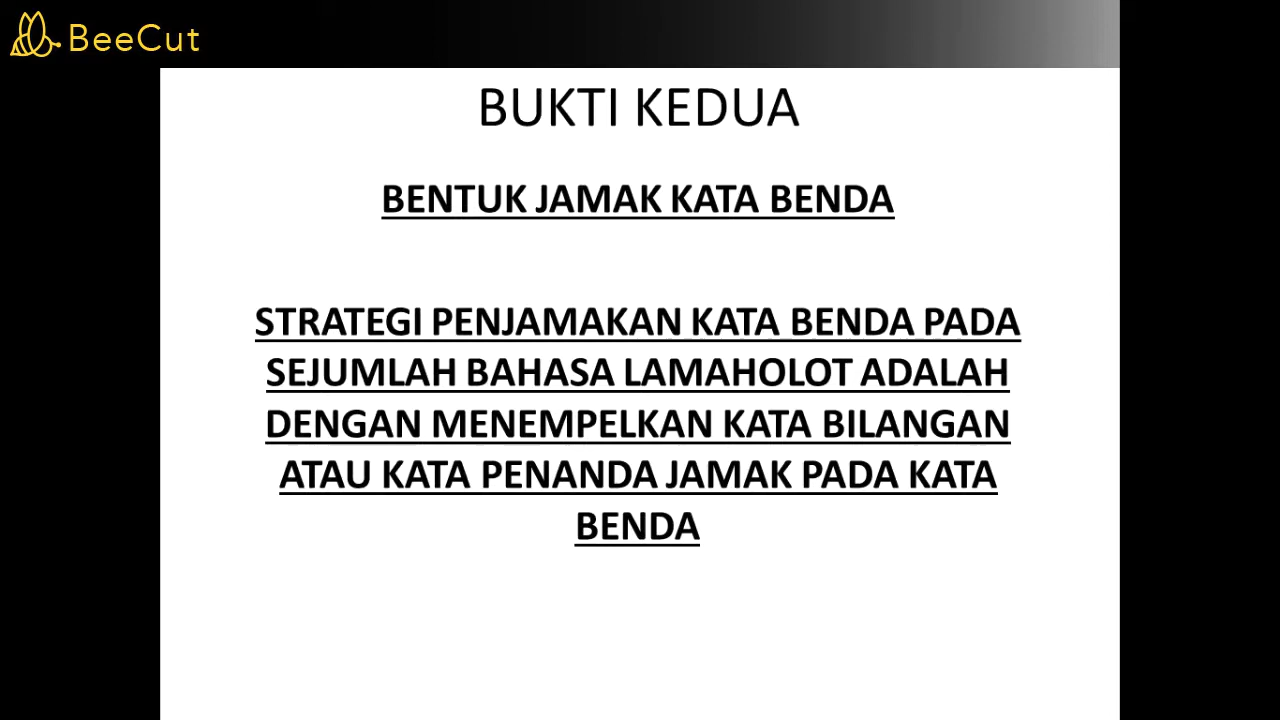 BeeCut
BUKTI KEDUA
BENTUK JAMAK KATA BENDA
STRATEGI PENJAMAKAN KATA BENDA PADA
SEJUMLAH BAHASA LAMAHOLOT ADALAH
DENGAN MENEMPELKAN KATA BILANGAN
ATAU KATA PENANDA JAMAK PADA KATA
BENDA